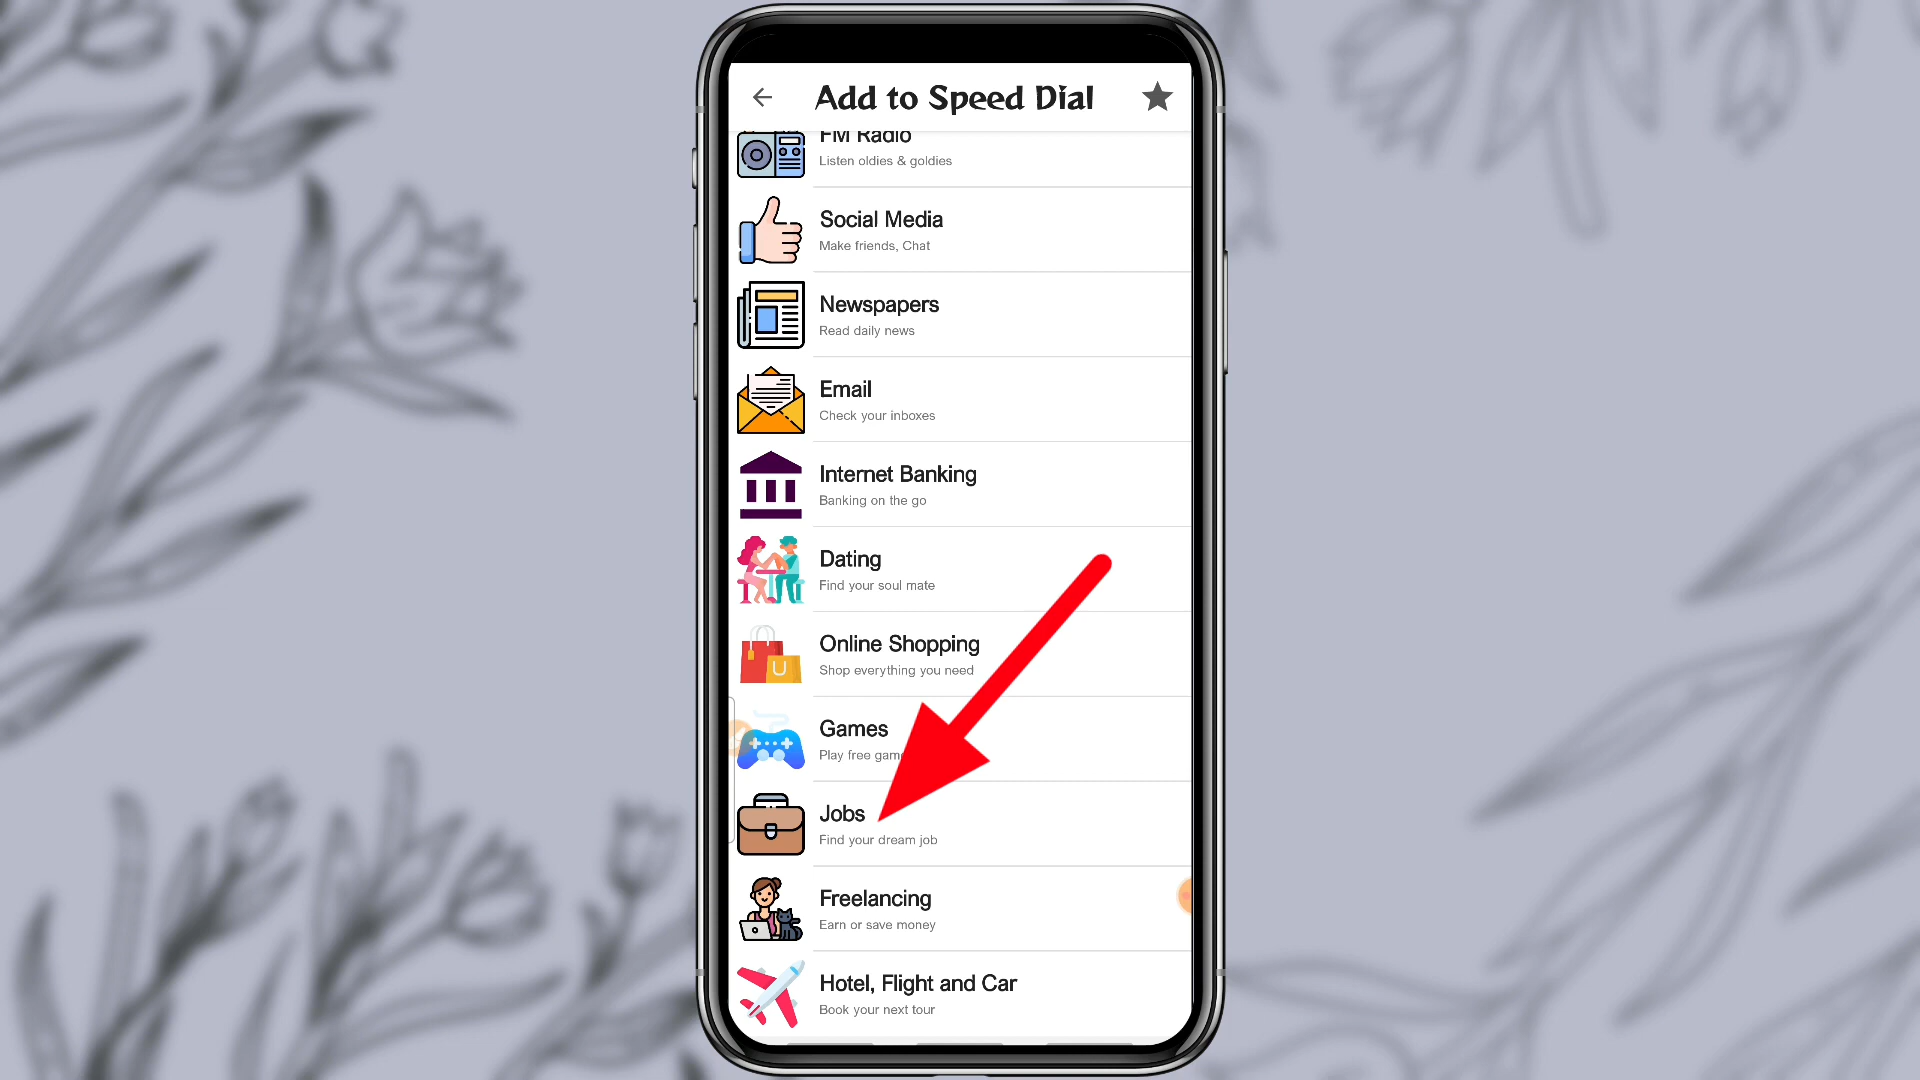 Add to Speed Dial
FM Radio
Listen oldies & goldies
Social Media
Make friends, Chat
Newspapers
Read daily news
Email
Check your inboxes
Internet Banking
Banking on the go
Dating
Find your soul mate
Online Shopping
Shop everything you need
Games
Play free gam
Jobs
Find your dream job
Freelancing
Earn or save money
Hotel, Flight and Car
Book your next tour